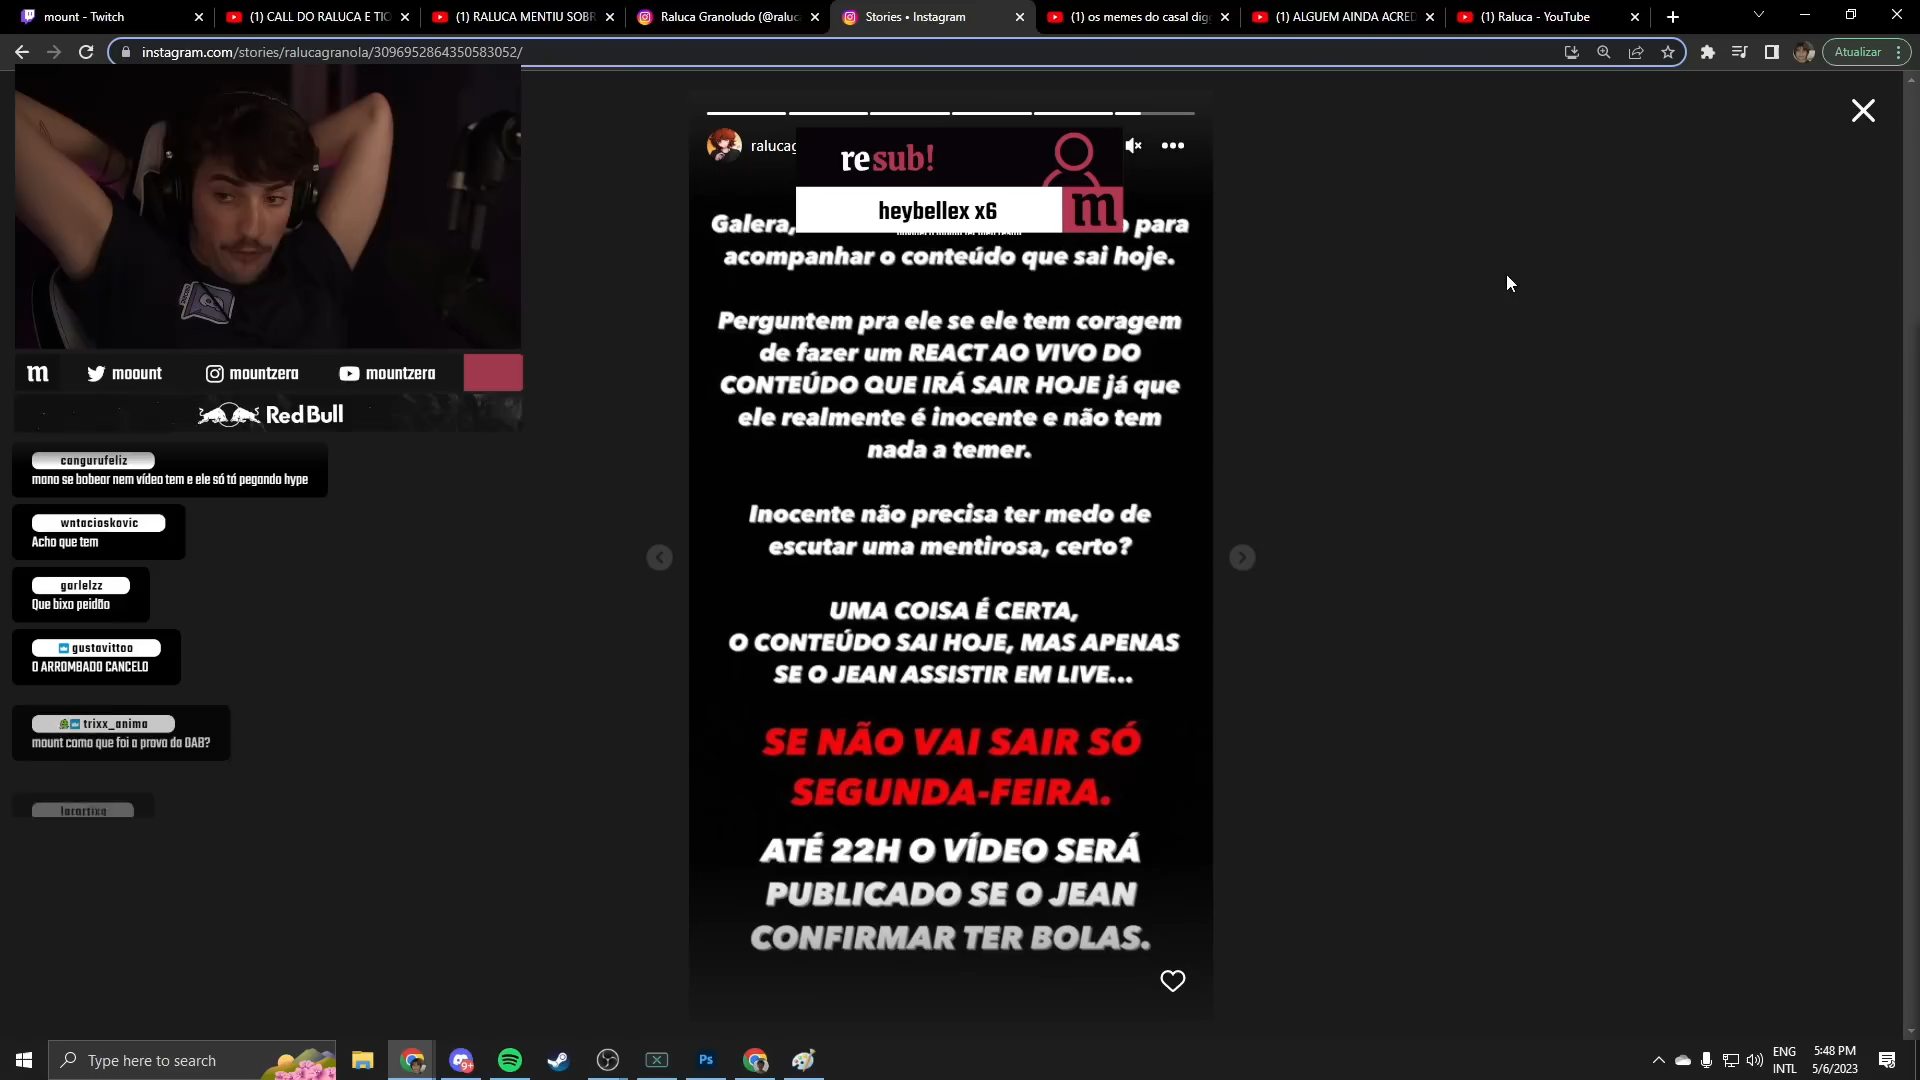 mount - Twitch
(1) CALL DO RALUCA E TIO
(1) RALUCA MENTIU SOBR
Raluca Granoludo (@raluca
Stories • Instagram
(1) os memes do casal dig
(1) ALGUEM AINDA ACRED
(1) Raluca - YouTube
instagram.com/stories/ralucagranola/3096952864350583052/
Atualizar
m
moount
mountzera
mountzera
Red Bull
cangurufeliz
mano se bobear nem vídeo tem e ele só tá pegando hype
wntacioskovic
Acho que tem
garlelzz
Que bixo peidão
gustavittoo
O ARROMBADO CANCELO
trixx_anima
mount como que foi a prova da OAB?
lacartixa
ralucag
resub!
heybellex x6
m
Galera, para
acompanhar o conteúdo que sai hoje.
Perguntem pra ele se ele tem coragem
de fazer um REACT AO VIVO DO
CONTEÚDO QUE IRÁ SAIR HOJE já que
ele realmente é inocente e não tem
nada a temer.
Inocente não precisa ter medo de
escutar uma mentirosa, certo?
UMA COISA É CERTA,
O CONTEÚDO SAI HOJE, MAS APENAS
SE O JEAN ASSISTIR EM LIVE...
SE NÃO VAI SAIR SÓ
SEGUNDA-FEIRA.
ATÉ 22H O VÍDEO SERÁ
PUBLICADO SE O JEAN
CONFIRMAR TER BOLAS.
Type here to search
9+
Ps
ENG
INTL
5:48 PM
5/6/2023